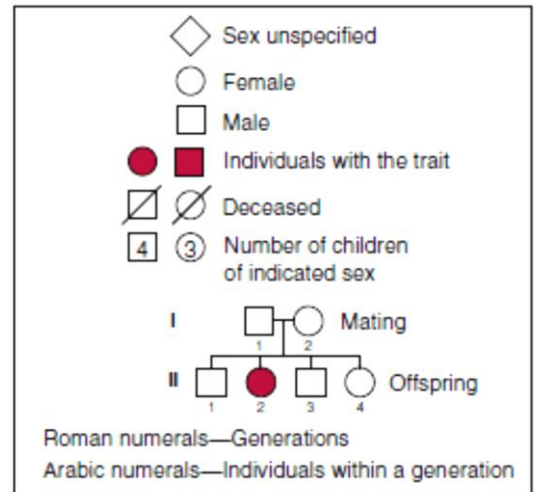 Sex unspecified
Female
Male
Individuals with the trait
Deceased
4 3 Number of children
of indicated sex
I 1 2 Mating
II 1 2 3 4 Offspring
Roman numerals—Generations
Arabic numerals—Individuals within a generation